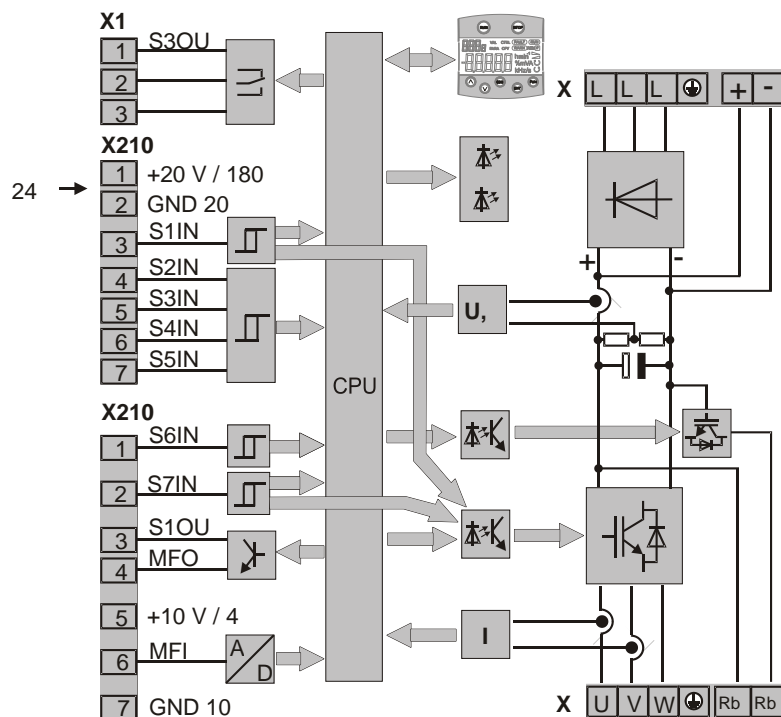 X1
1 S3OU
2
3
X210
24
1 +20 V / 180
2 GND 20
3 S1IN
4 S2IN
5 S3IN
6 S4IN
7 S5IN
X210
1 S6IN
2 S7IN
3 S1OU
4 MFO
5 +10 V / 4
6 MFI
A D
7 GND 10
CPU
U,
I
X L L L + -
+ -
X U V W Rb Rb